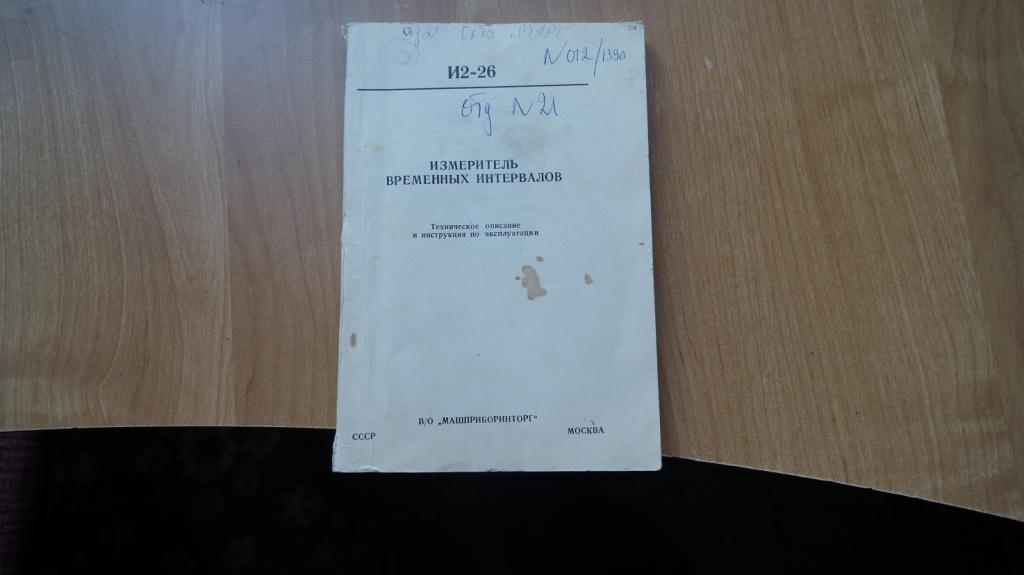 N 012/1390
И2-26
отд N21
ИЗМЕРИТЕЛЬ
ВРЕМЕННЫХ ИНТЕРВАЛОВ
Техническое описание
и инструкция по эксплуатации
В/О „МАШПРИБОРИНТОРГ“
СССР МОСКВА